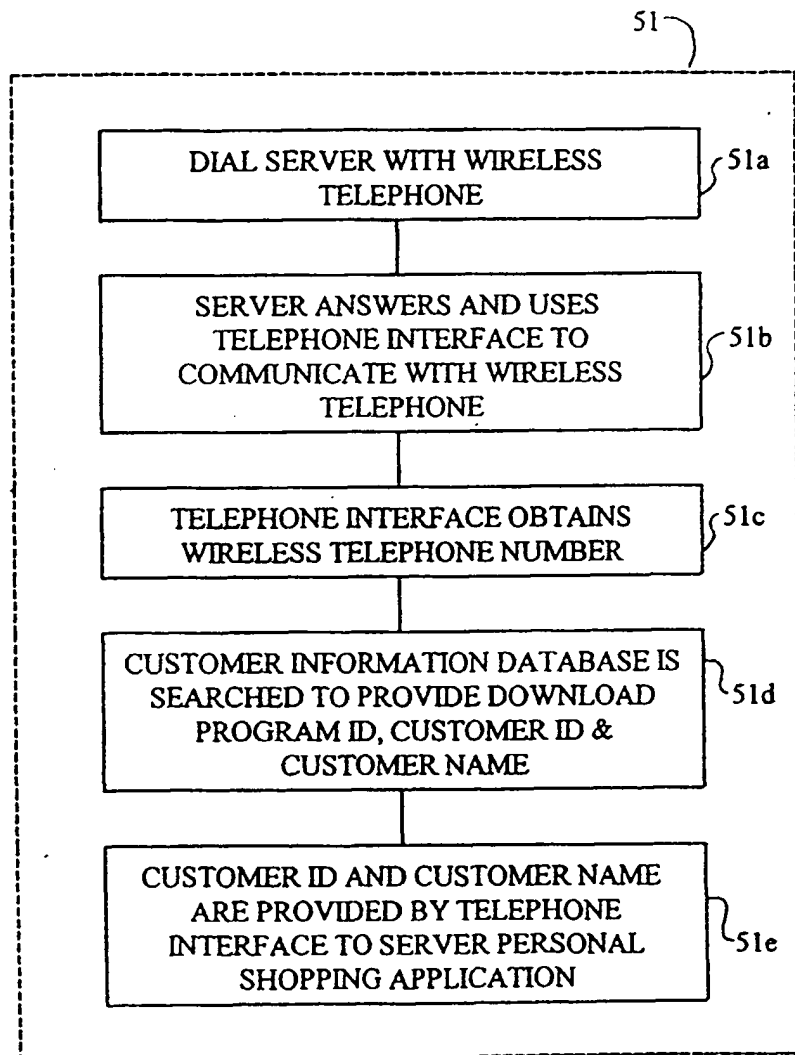 51
DIAL SERVER WITH WIRELESS
TELEPHONE
51a
SERVER ANSWERS AND USES
TELEPHONE INTERFACE TO
COMMUNICATE WITH WIRELESS
TELEPHONE
51b
TELEPHONE INTERFACE OBTAINS
WIRELESS TELEPHONE NUMBER
51c
CUSTOMER INFORMATION DATABASE IS
SEARCHED TO PROVIDE DOWNLOAD
PROGRAM ID, CUSTOMER ID &
CUSTOMER NAME
51d
CUSTOMER ID AND CUSTOMER NAME
ARE PROVIDED BY TELEPHONE
INTERFACE TO SERVER PERSONAL
SHOPPING APPLICATION
51e